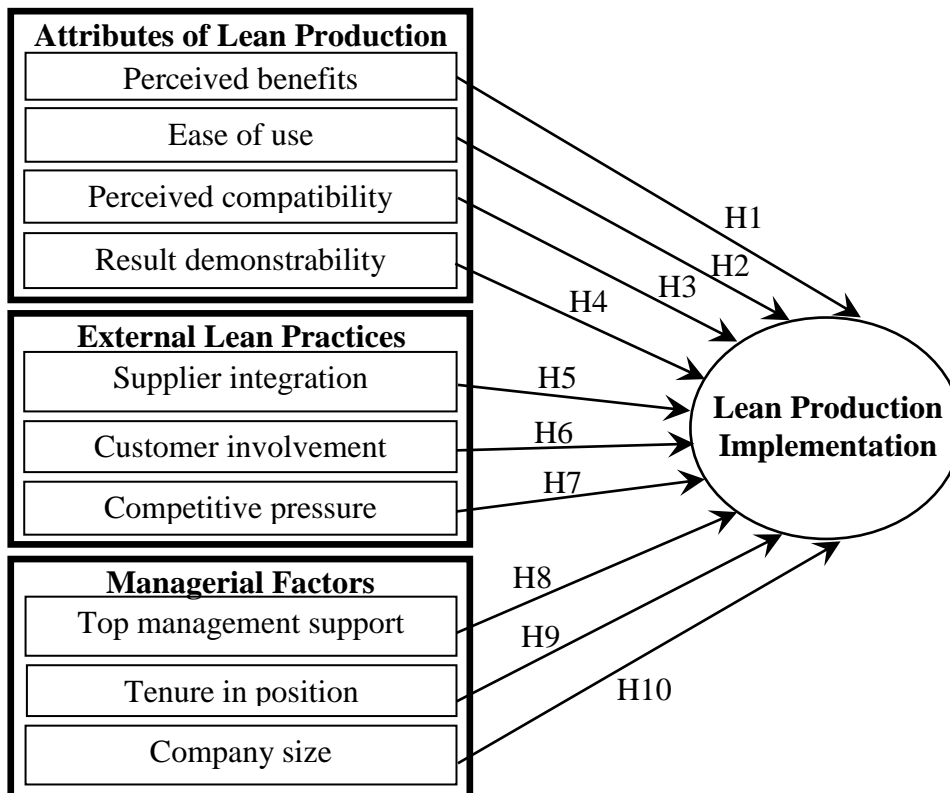 Attributes of Lean Production
Perceived benefits
Ease of use
Perceived compatibility
Result demonstrability
H1
H2
H3
H4
External Lean Practices
Supplier integration
Customer involvement
Competitive pressure
H5
H6
H7
Lean Production
Implementation
Managerial Factors
Top management support
Tenure in position
Company size
H8
H9
H10